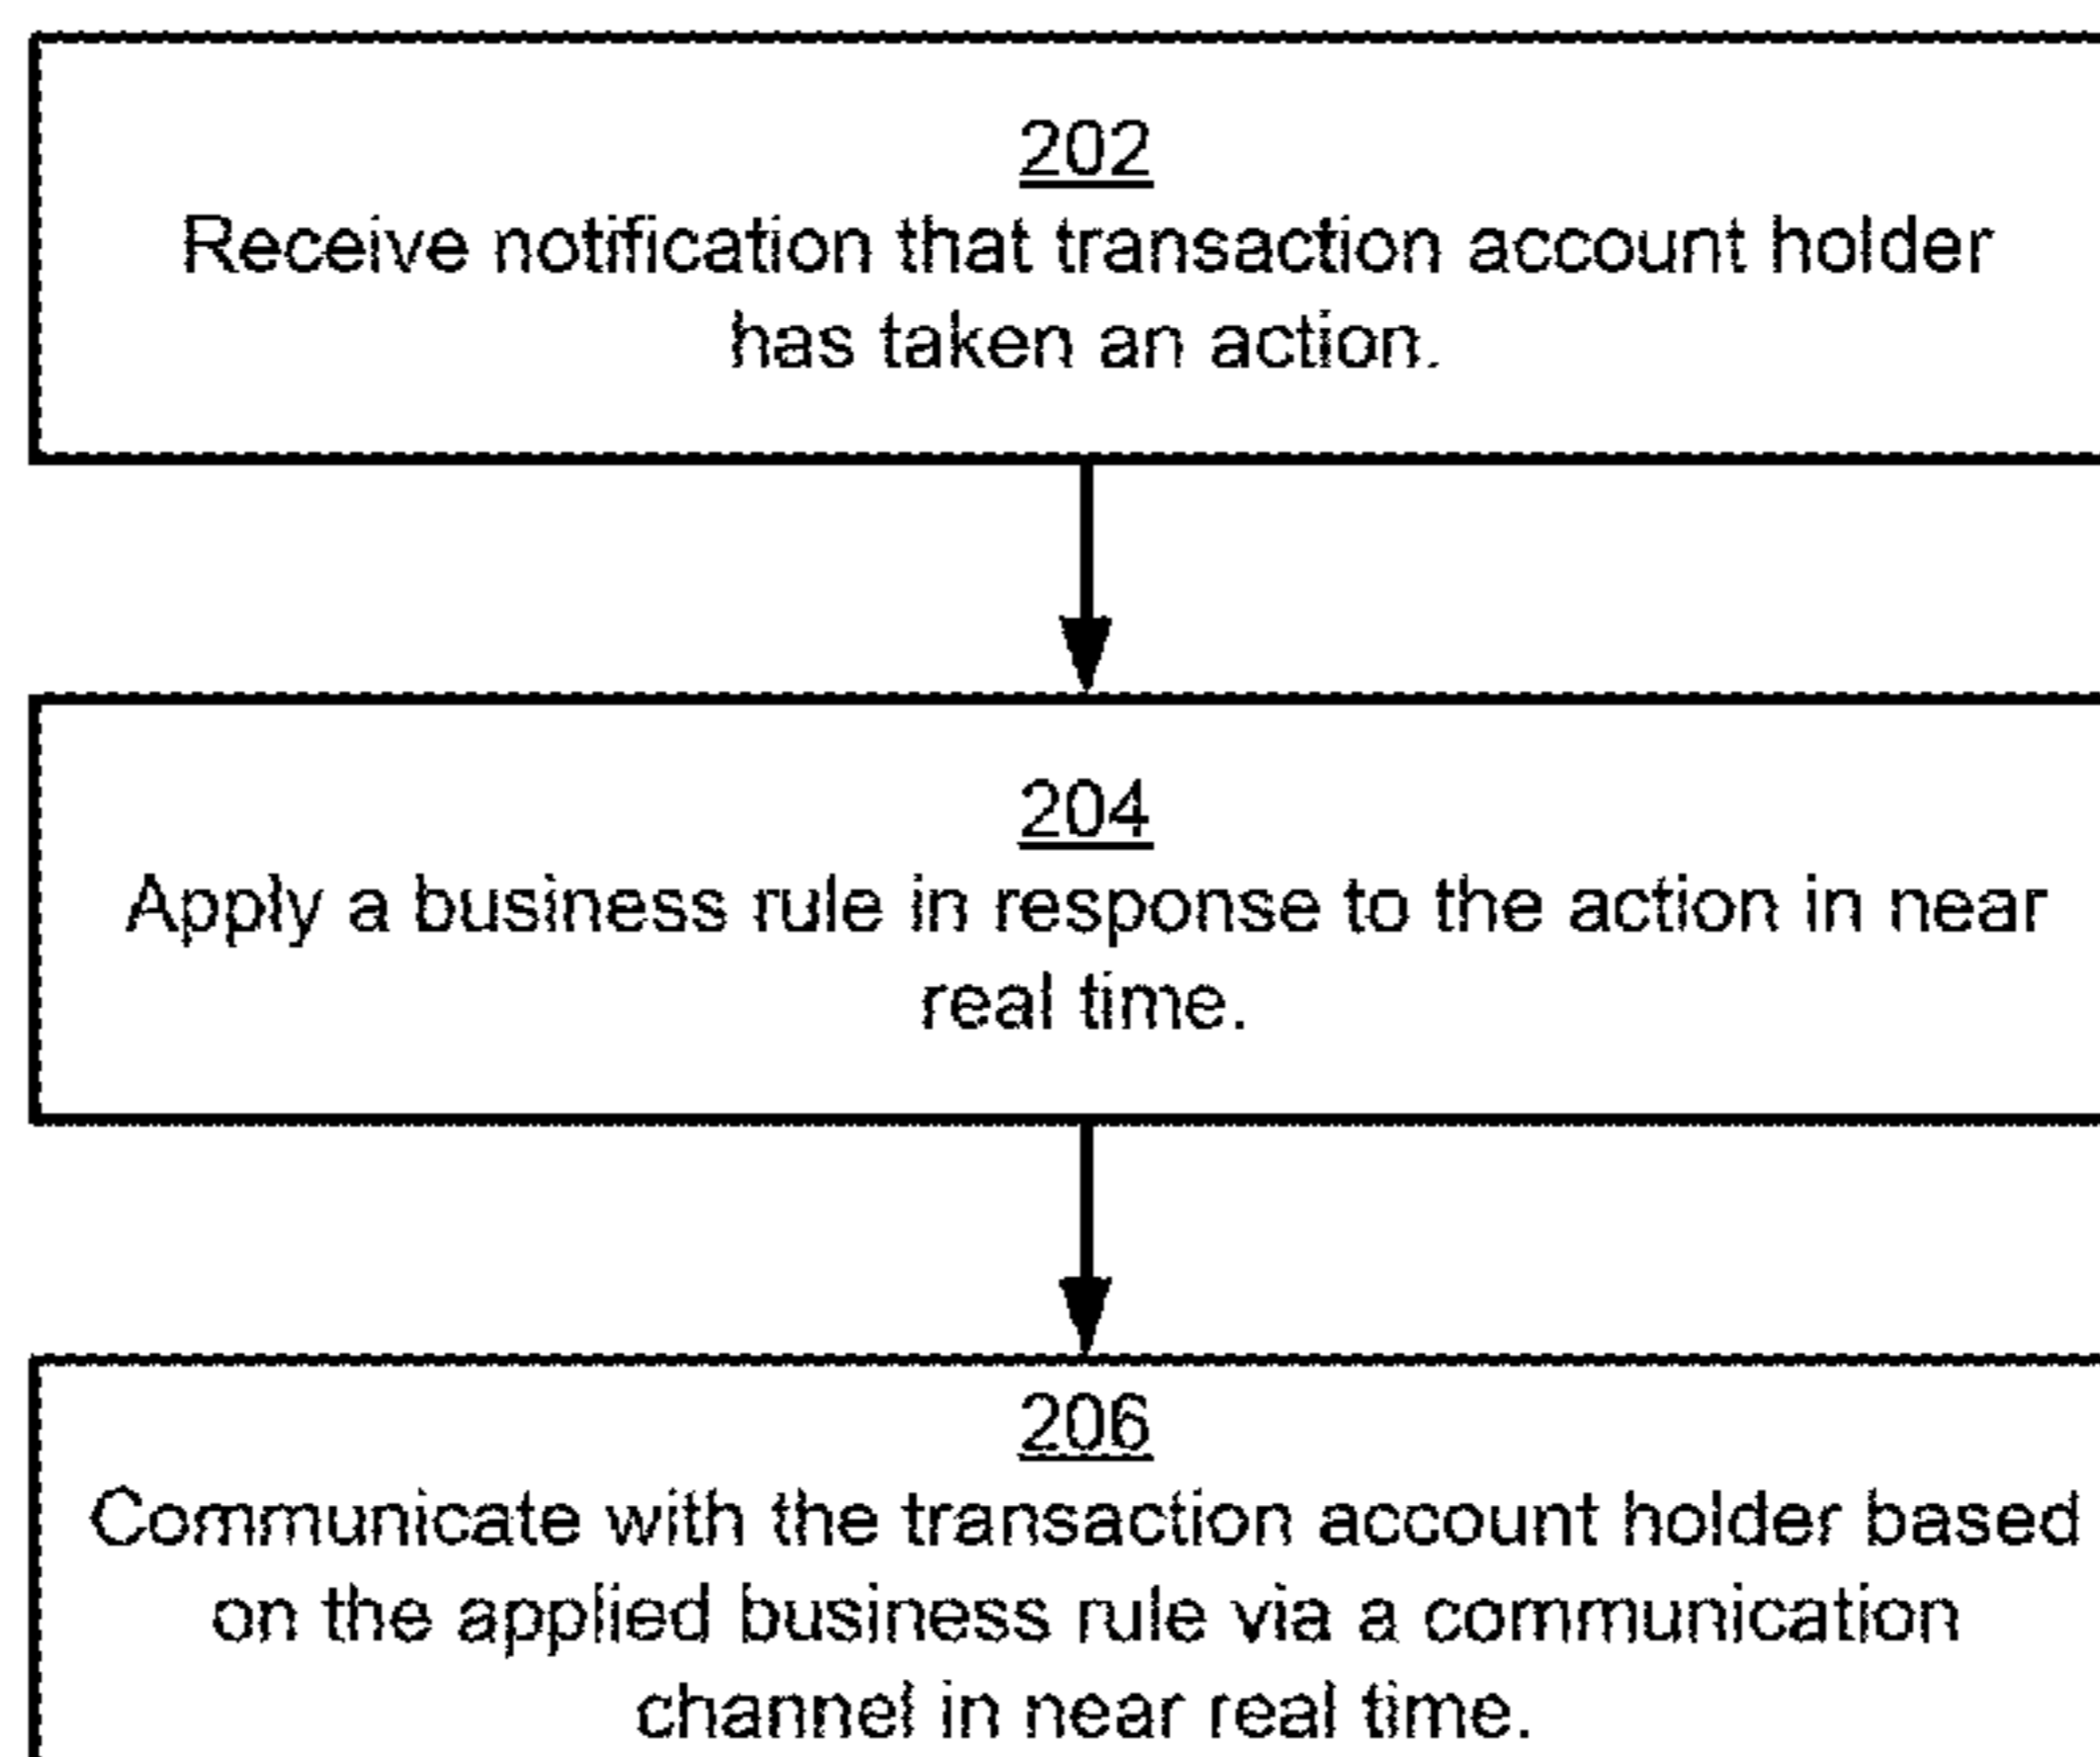 202
Receive notification that transaction account holder
has taken an action.
204
Apply a business rule in response to the action in near
real time.
206
Communicate with the transaction account holder based
on the applied business rule via a communication
channel in near real time.